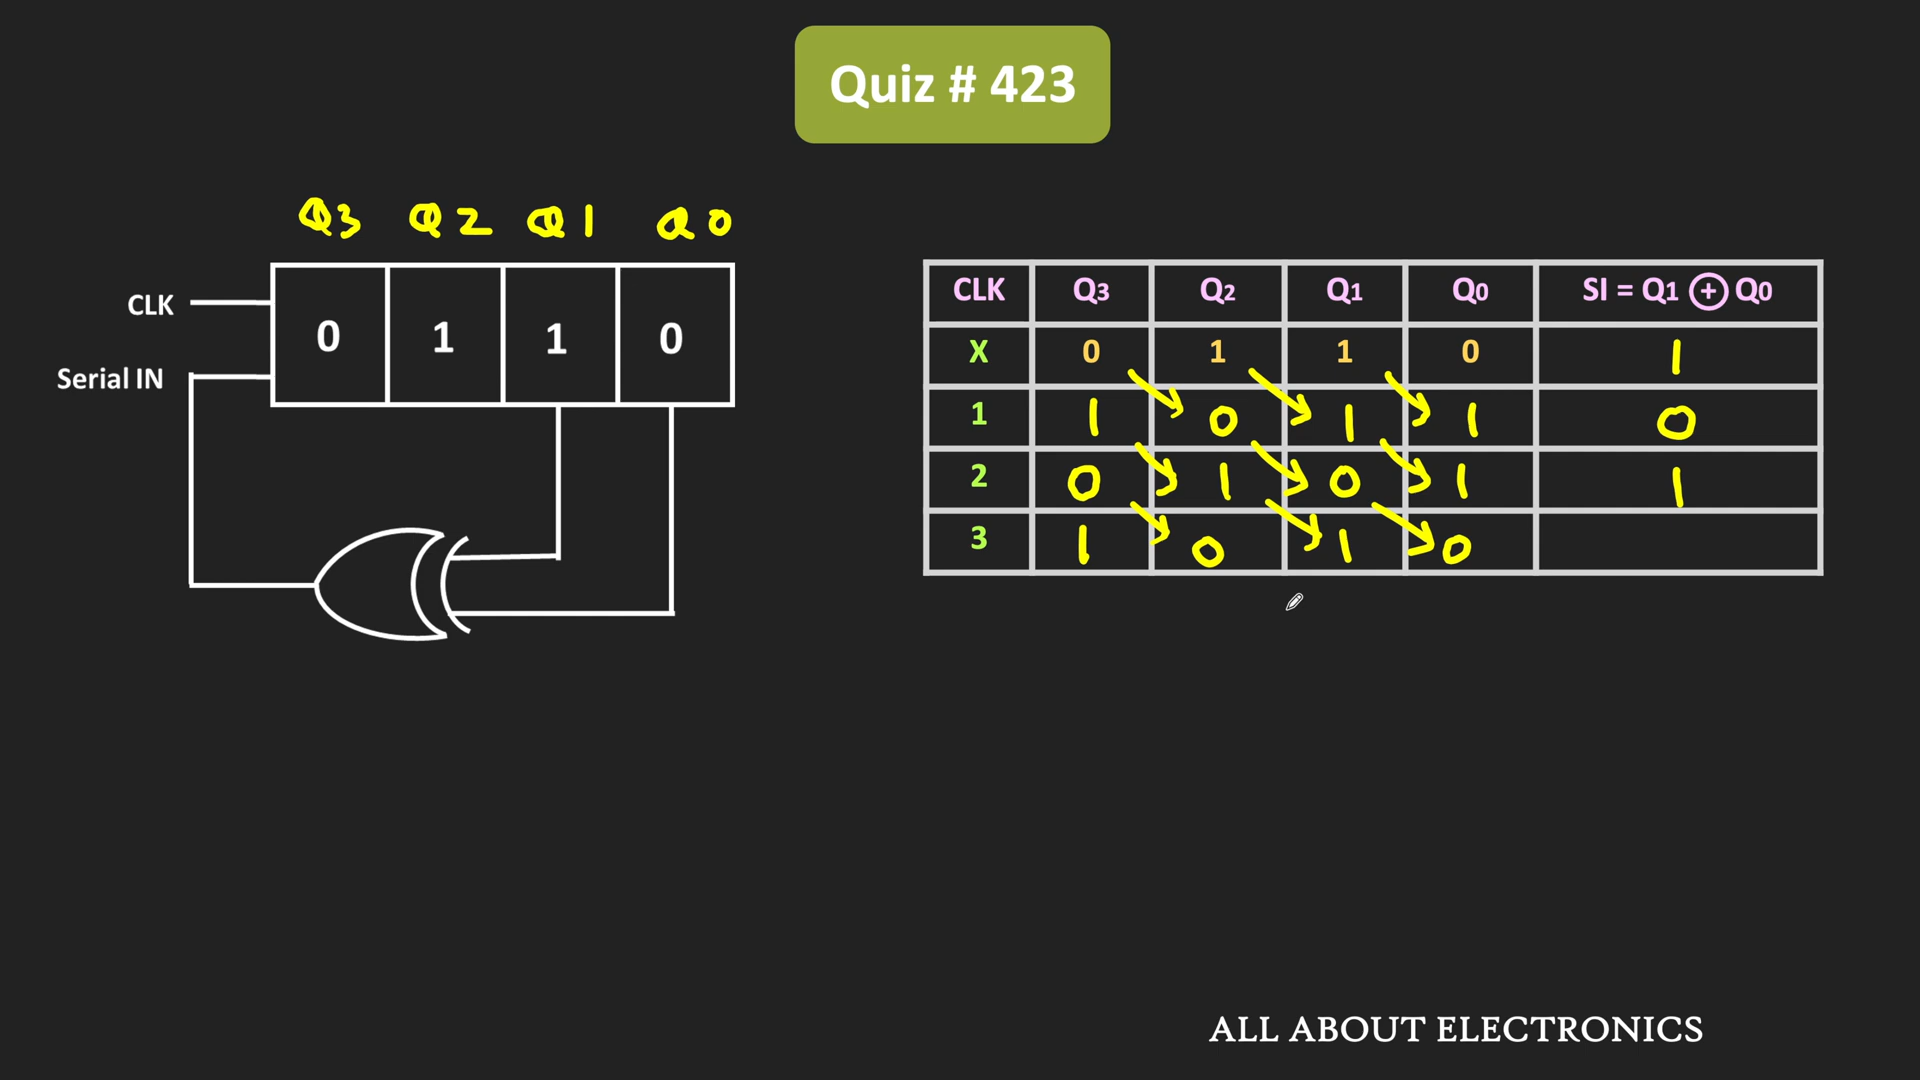 Quiz # 423
Q3 Q2 Q1 Q0
CLK
0 1 1 0
Serial IN
CLK Q3 Q2 Q1 Q0 SI = Q1 ⊕ Q0
X 0 1 1 0 1
1 1 0 1 1 0
2 0 1 0 1 1
3 1 0 1 0
ALL ABOUT ELECTRONICS